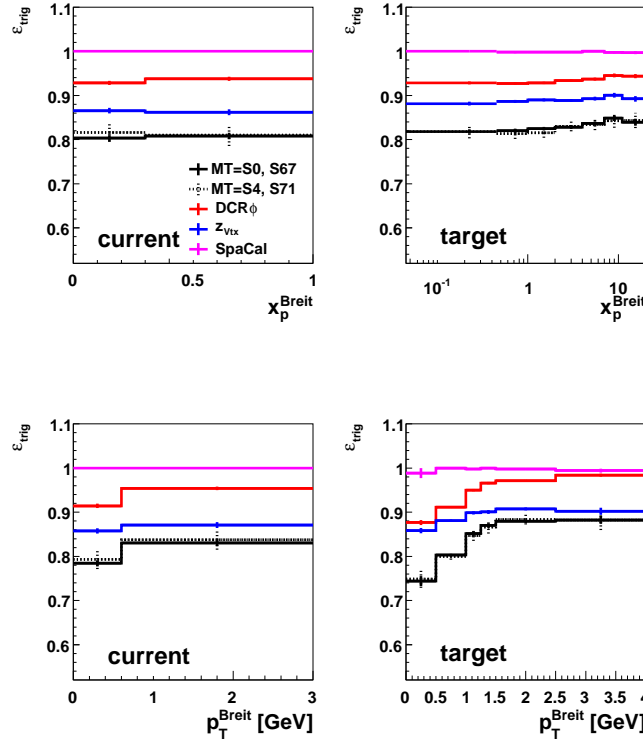 ε_trig
1.1
1
0.9
0.8
0.7
0.6
MT=S0, S67
MT=S4, S71
DCR ϕ
z_Vtx
SpaCal
current
0
0.5
1
x_p^Breit
ε_trig
1.1
1
0.9
0.8
0.7
0.6
target
10^-1
1
10
x_p^Breit
ε_trig
1.1
1
0.9
0.8
0.7
0.6
current
0
1
2
3
p_T^Breit [GeV]
ε_trig
1.1
1
0.9
0.8
0.7
0.6
target
0 0.5 1 1.5 2 2.5 3 3.5 4
p_T^Breit [GeV]